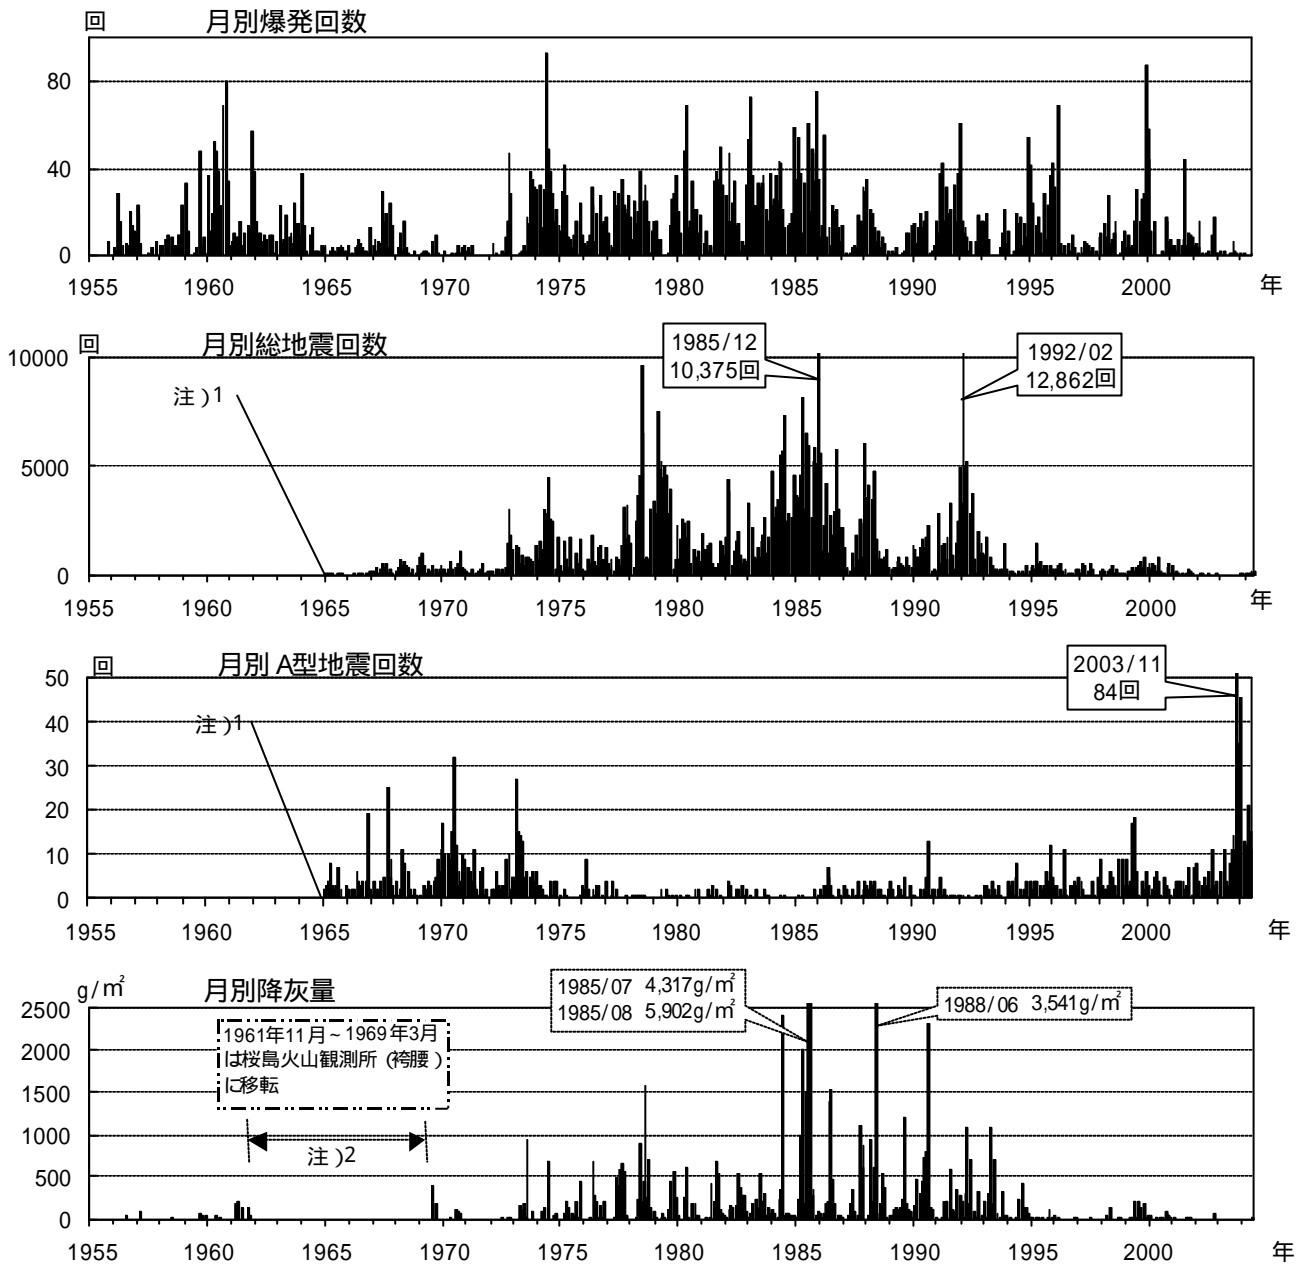 回 月別爆発回数
80
40
0
1955 1960 1965 1970 1975 1980 1985 1990 1995 2000 年
回 月別総地震回数
10000
5000
0
注)1
1985/12
10,375回
1992/02
12,862回
1955 1960 1965 1970 1975 1980 1985 1990 1995 2000 年
回 月別 A型地震回数
50
40
30
20
10
0
注)1
2003/11
84回
1955 1960 1965 1970 1975 1980 1985 1990 1995 2000 年
g/㎡ 月別降灰量
2500
2000
1500
1000
500
0
1961年11月~1969年3月
は桜島火山観測所(袴腰)
に移転
注)2
1985/07 4,317g/㎡
1985/08 5,902g/㎡
1988/06 3,541g/㎡
1955 1960 1965 1970 1975 1980 1985 1990 1995 2000 年